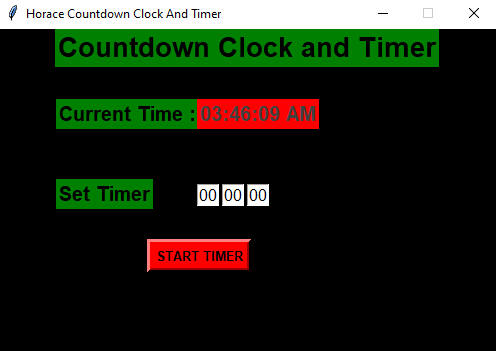 Horace Countdown Clock And Timer
Countdown Clock and Timer
Current Time : 03:46:09 AM
Set Timer 00 00 00
START TIMER